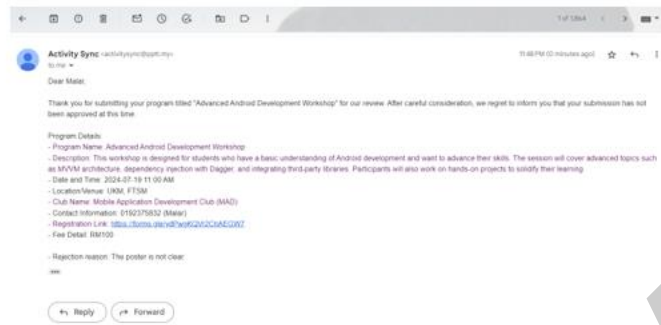 1 of 1,864
Activity Sync <activitysync@pptt.my>
11:48 PM (0 minutes ago)
to me
Dear Malar,
Thank you for submitting your program titled "Advanced Android Development Workshop" for our review. After careful consideration, we regret to inform you that your submission has not
been approved at this time.
Program Details:
- Program Name: Advanced Android Development Workshop
- Description: This workshop is designed for students who have a basic understanding of Android development and want to advance their skills. The session will cover advanced topics such
as MVVM architecture, dependency injection with Dagger, and integrating third-party libraries. Participants will also work on hands-on projects to solidify their learning.
- Date and Time: 2024-07-19 11:00 AM
- Location/Venue: UKM, FTSM
- Club Name: Mobile Application Development Club (MAD)
- Contact Information: 0192375832 (Malar)
- Registration Link:
- Fee Detail: RM100
- Rejection reason: The poster is not clear.
Reply
Forward